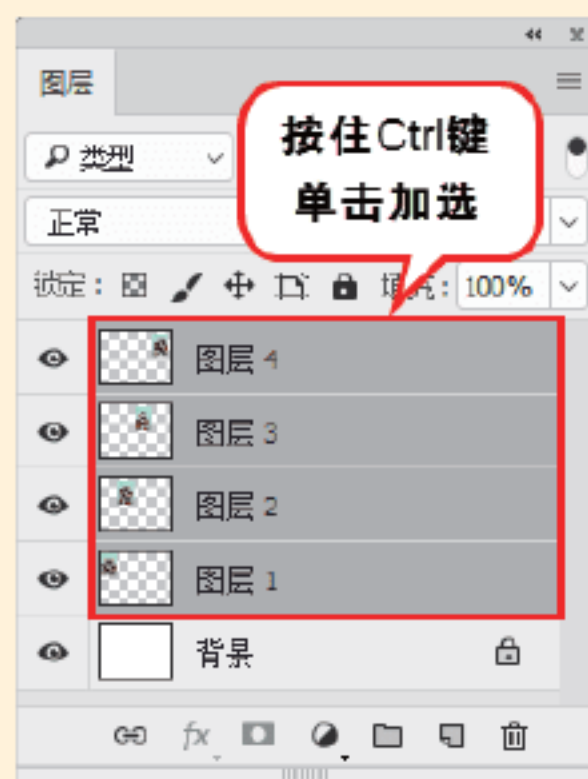 图层
类型
按住Ctrl键
单击加选
正常
锁定: 填充: 100%
图层 4
图层 3
图层 2
图层 1
背景
fx